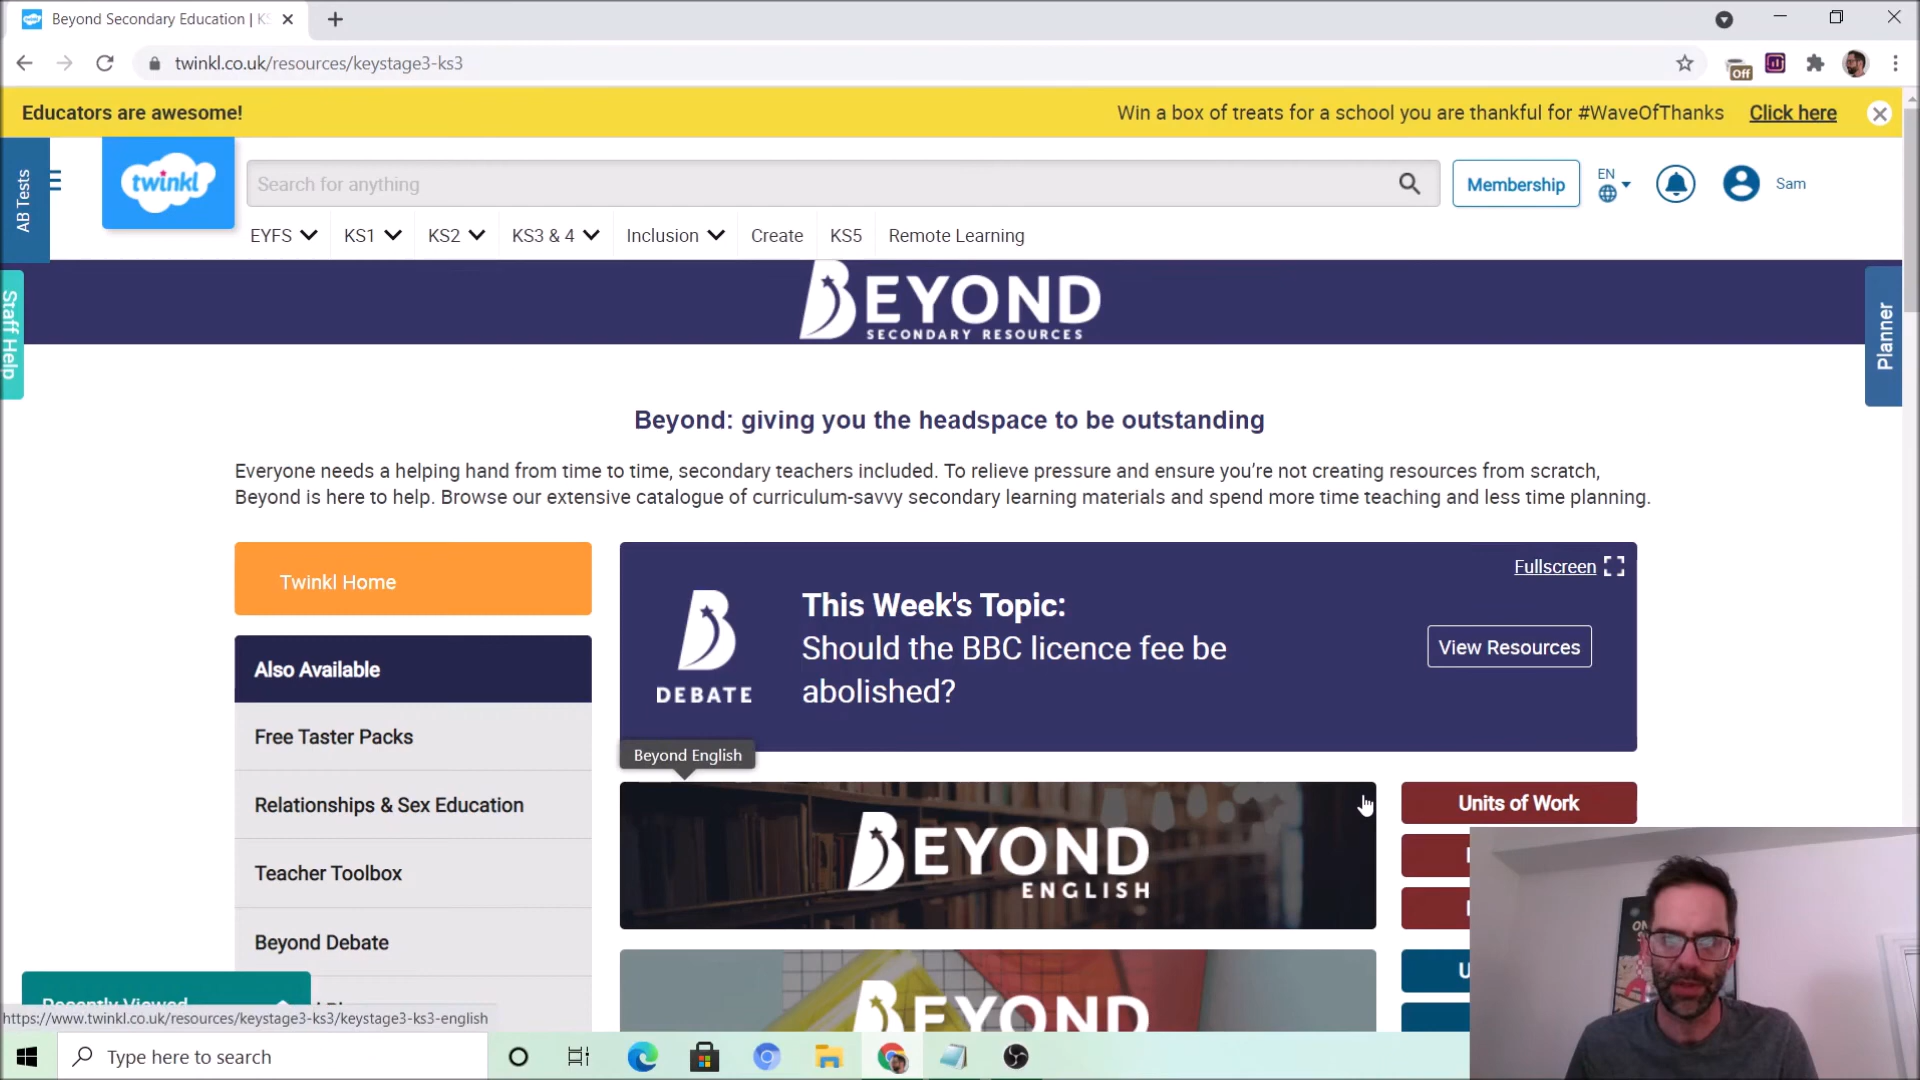 Beyond Secondary Education | KS
twinkl.co.uk/resources/keystage3-ks3
Off
Educators are awesome!
Win a box of treats for a school you are thankful for #WaveOfThanks Click here
AB Tests
twinkl
Search for anything
Membership
EN
Sam
EYFS KS1 KS2 KS3 & 4 Inclusion Create KS5 Remote Learning
Staff Help
BEYOND
SECONDARY RESOURCES
Planner
Beyond: giving you the headspace to be outstanding
Everyone needs a helping hand from time to time, secondary teachers included. To relieve pressure and ensure you’re not creating resources from scratch,
Beyond is here to help. Browse our extensive catalogue of curriculum-savvy secondary learning materials and spend more time teaching and less time planning.
Twinkl Home
Also Available
Free Taster Packs
Relationships & Sex Education
Teacher Toolbox
Beyond Debate
Fullscreen
This Week's Topic:
Should the BBC licence fee be
abolished?
B
DEBATE
View Resources
Beyond English
BEYOND
ENGLISH
Units of Work
BEYOND
Recently Viewed
https://www.twinkl.co.uk/resources/keystage3-ks3/keystage3-ks3-english
Type here to search